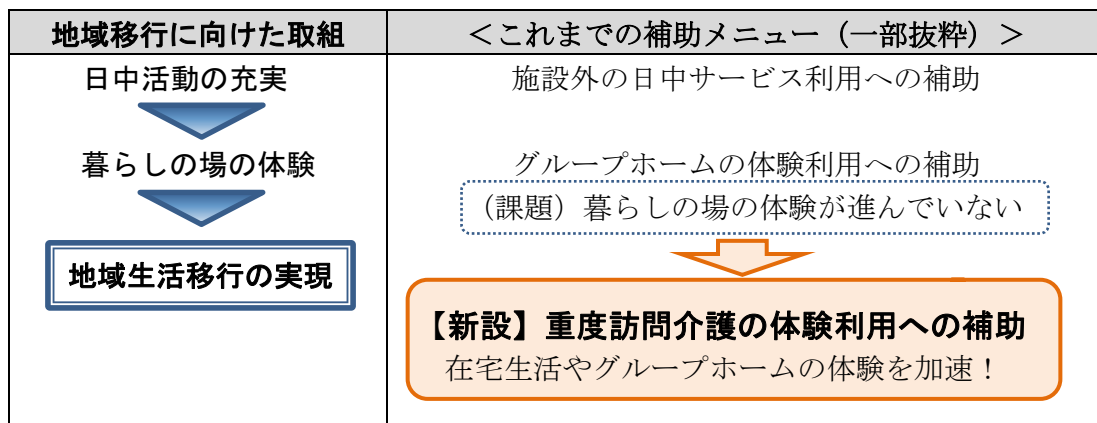 地域移行に向けた取組
＜これまでの補助メニュー（一部抜粋）＞
日中活動の充実
施設外の日中サービス利用への補助
暮らしの場の体験
グループホームの体験利用への補助
（課題）暮らしの場の体験が進んでいない
地域生活移行の実現
【新設】重度訪問介護の体験利用への補助
在宅生活やグループホームの体験を加速！